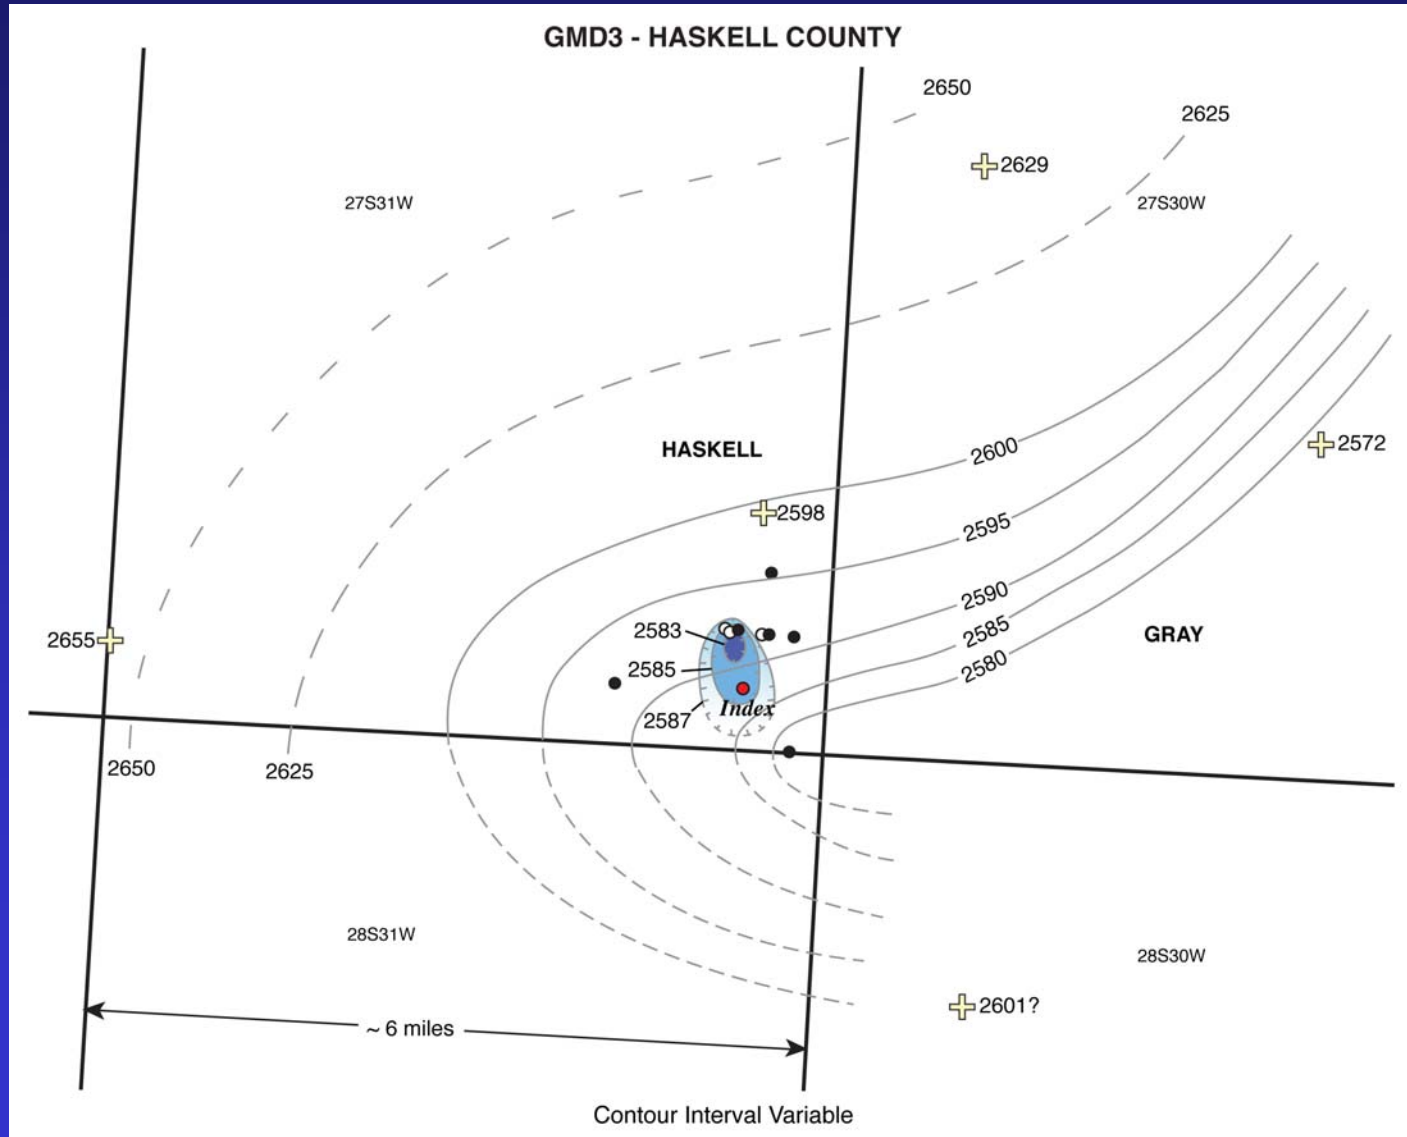 GMD3 - HASKELL COUNTY
2650
2625
2629
27S31W
27S30W
HASKELL
2600
2572
2598
2595
2590
2583
2585
GRAY
2655
2585
2580
2587
Index
2650
2625
28S31W
28S30W
2601?
~ 6 miles
Contour Interval Variable